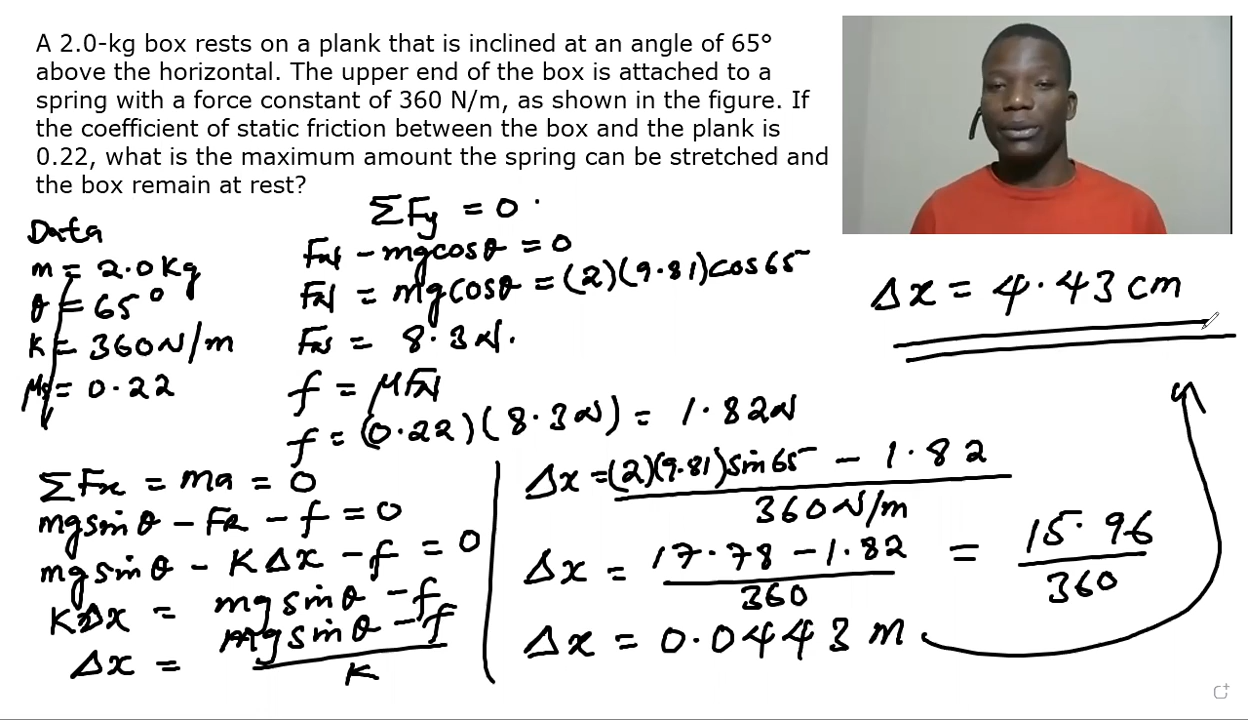 A 2.0-kg box rests on a plank that is inclined at an angle of 65°
above the horizontal. The upper end of the box is attached to a
spring with a force constant of 360 N/m, as shown in the figure. If
the coefficient of static friction between the box and the plank is
0.22, what is the maximum amount the spring can be stretched and
the box remain at rest?
Data
m = 2.0 kg
θ = 65°
K = 360N/m
μs = 0.22
ΣFy = 0
FN - mgcosθ = 0
FN = mgcosθ = (2)(9.81)cos65
FN = 8.3N.
f = μFN
f = (0.22)(8.3N) = 1.82N
ΣFx = ma = 0
mgsinθ - FR - f = 0
mgsinθ - KΔx - f = 0
KΔx = mgsinθ - f
Δx = mgsinθ - f
K
Δx = (2)(9.81)sin65 - 1.82
360N/m
Δx = 17.78 - 1.82 = 15.96
360 360
Δx = 0.0443 m
Δx = 4.43 cm